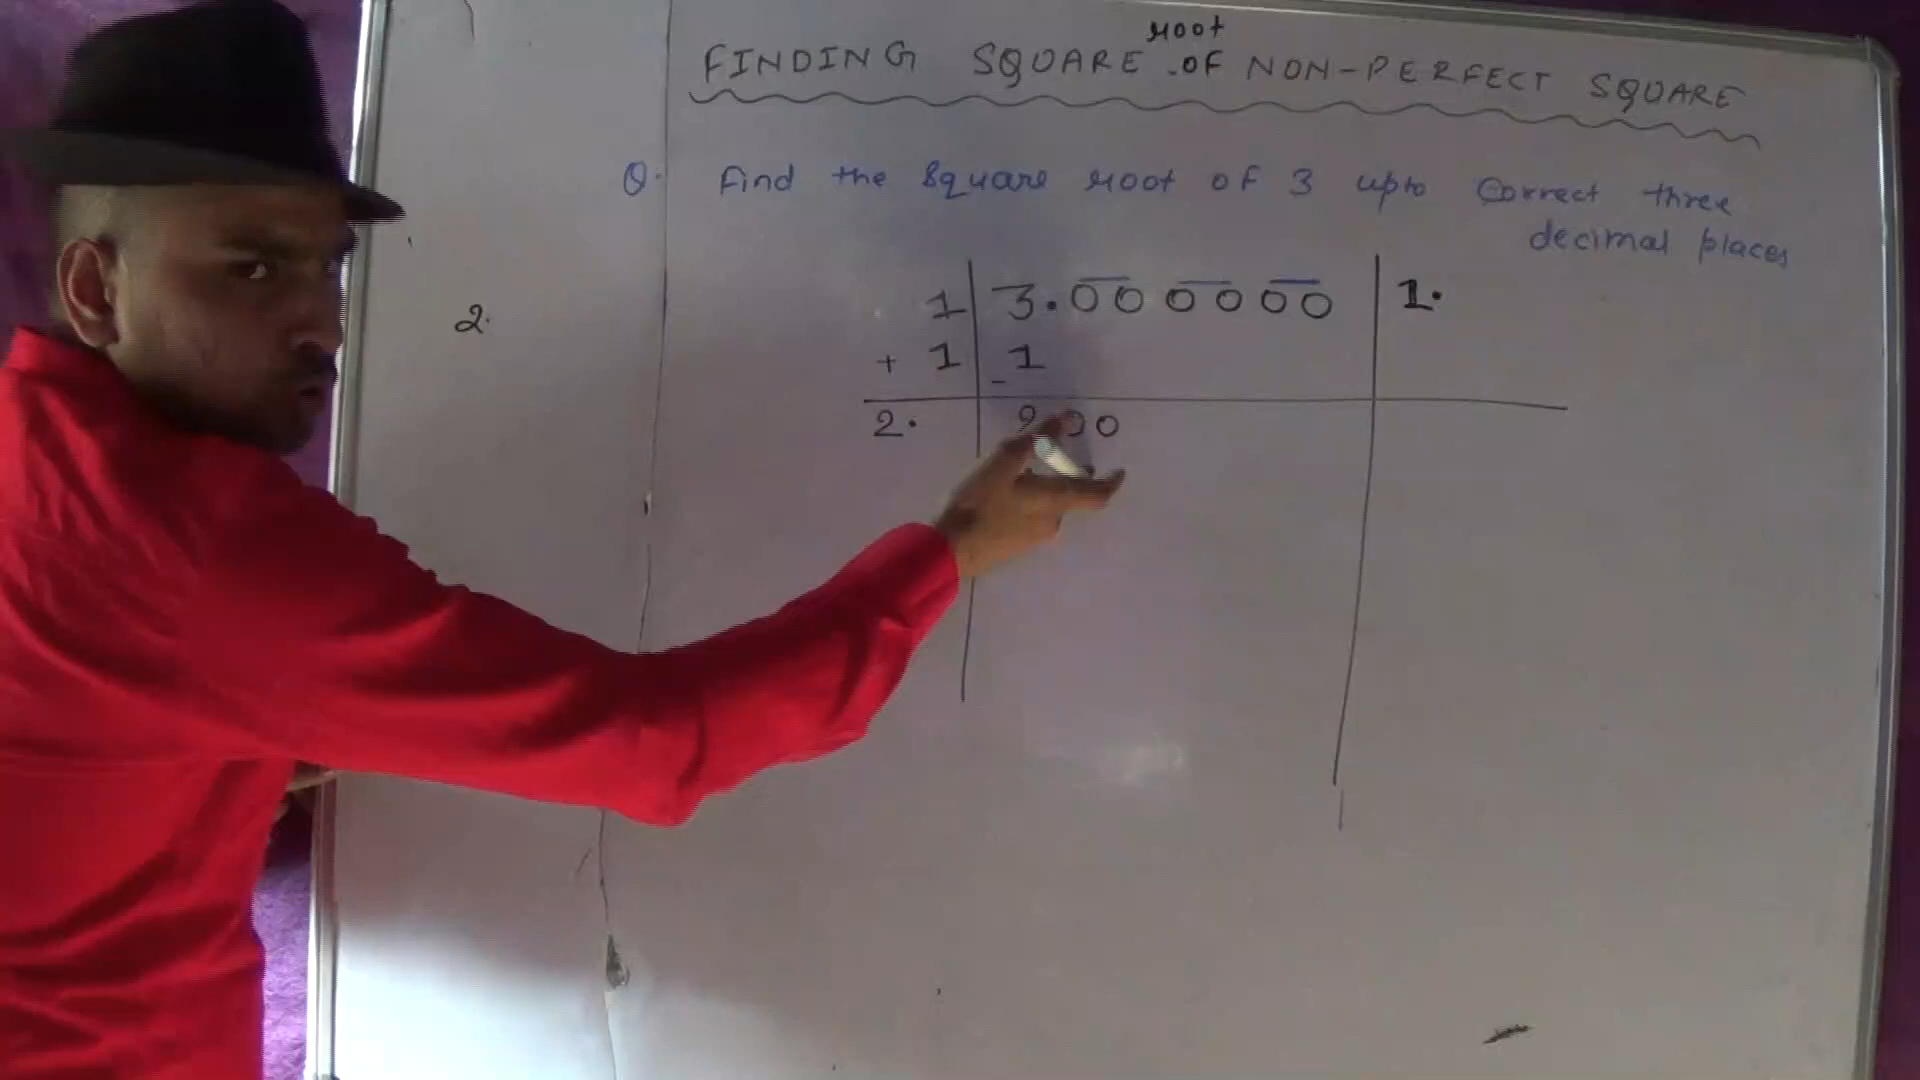 root
FINDING SQUARE OF NON-PERFECT SQUARE
Q. Find the square root of 3 upto correct three
decimal places
2.
1 3.000000 1.
+ 1 - 1
2. 200